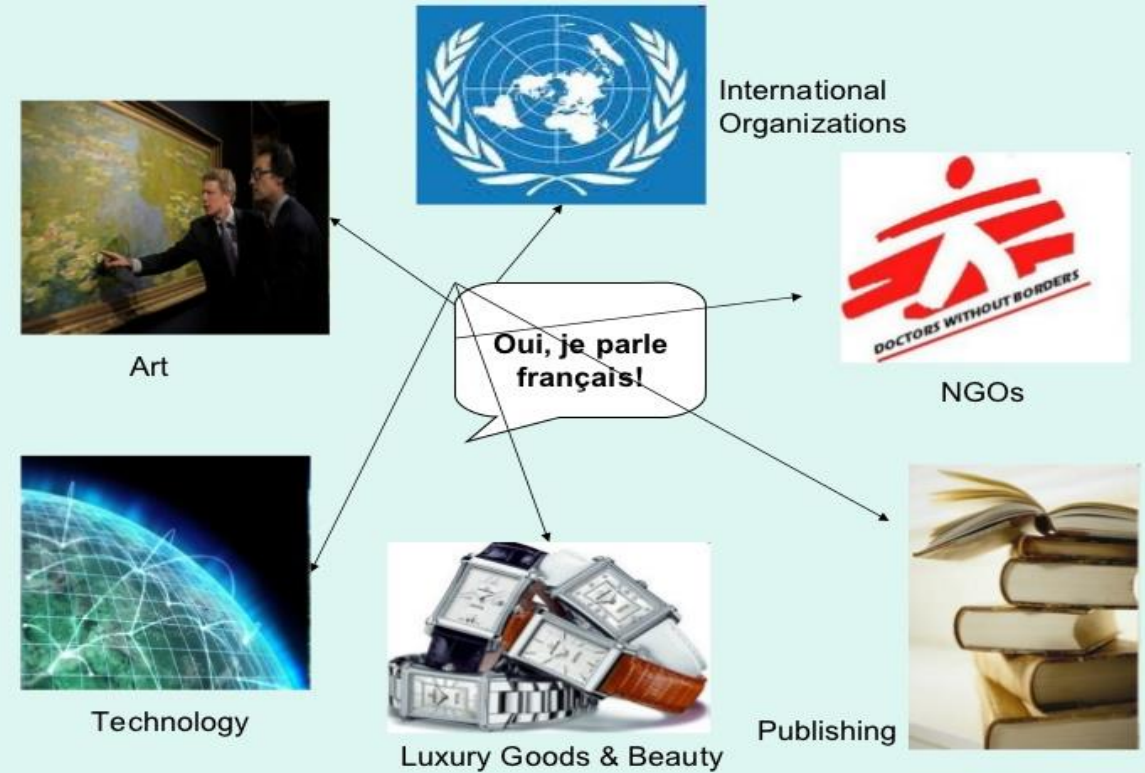 International
Organizations
DOCTORS WITHOUT BORDERS
Art
Oui, je parle
français!
NGOs
Technology
Luxury Goods & Beauty
Publishing